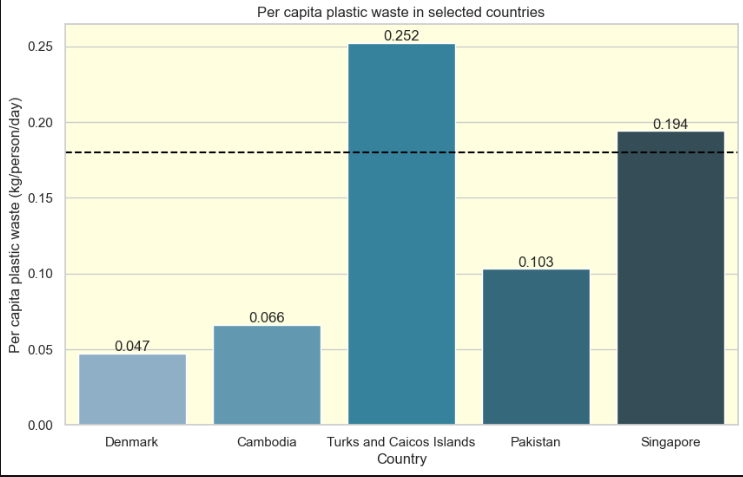 Per capita plastic waste in selected countries
Per capita plastic waste (kg/person/day)
0.25
0.20
0.15
0.10
0.05
0.00
0.047
0.066
0.252
0.103
0.194
Denmark
Cambodia
Turks and Caicos Islands
Pakistan
Singapore
Country